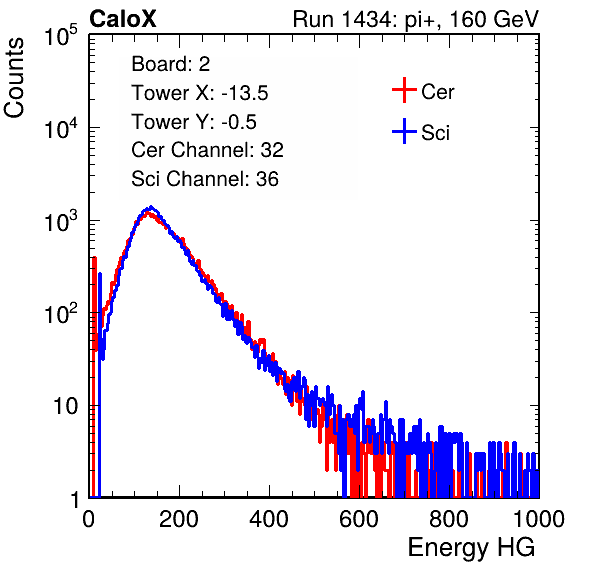 CaloX Run 1434: pi+, 160 GeV
Counts
10^5
10^4
10^3
10^2
10
1
Board: 2
Tower X: -13.5
Tower Y: -0.5
Cer Channel: 32
Sci Channel: 36
Cer
Sci
0 200 400 600 800 1000
Energy HG